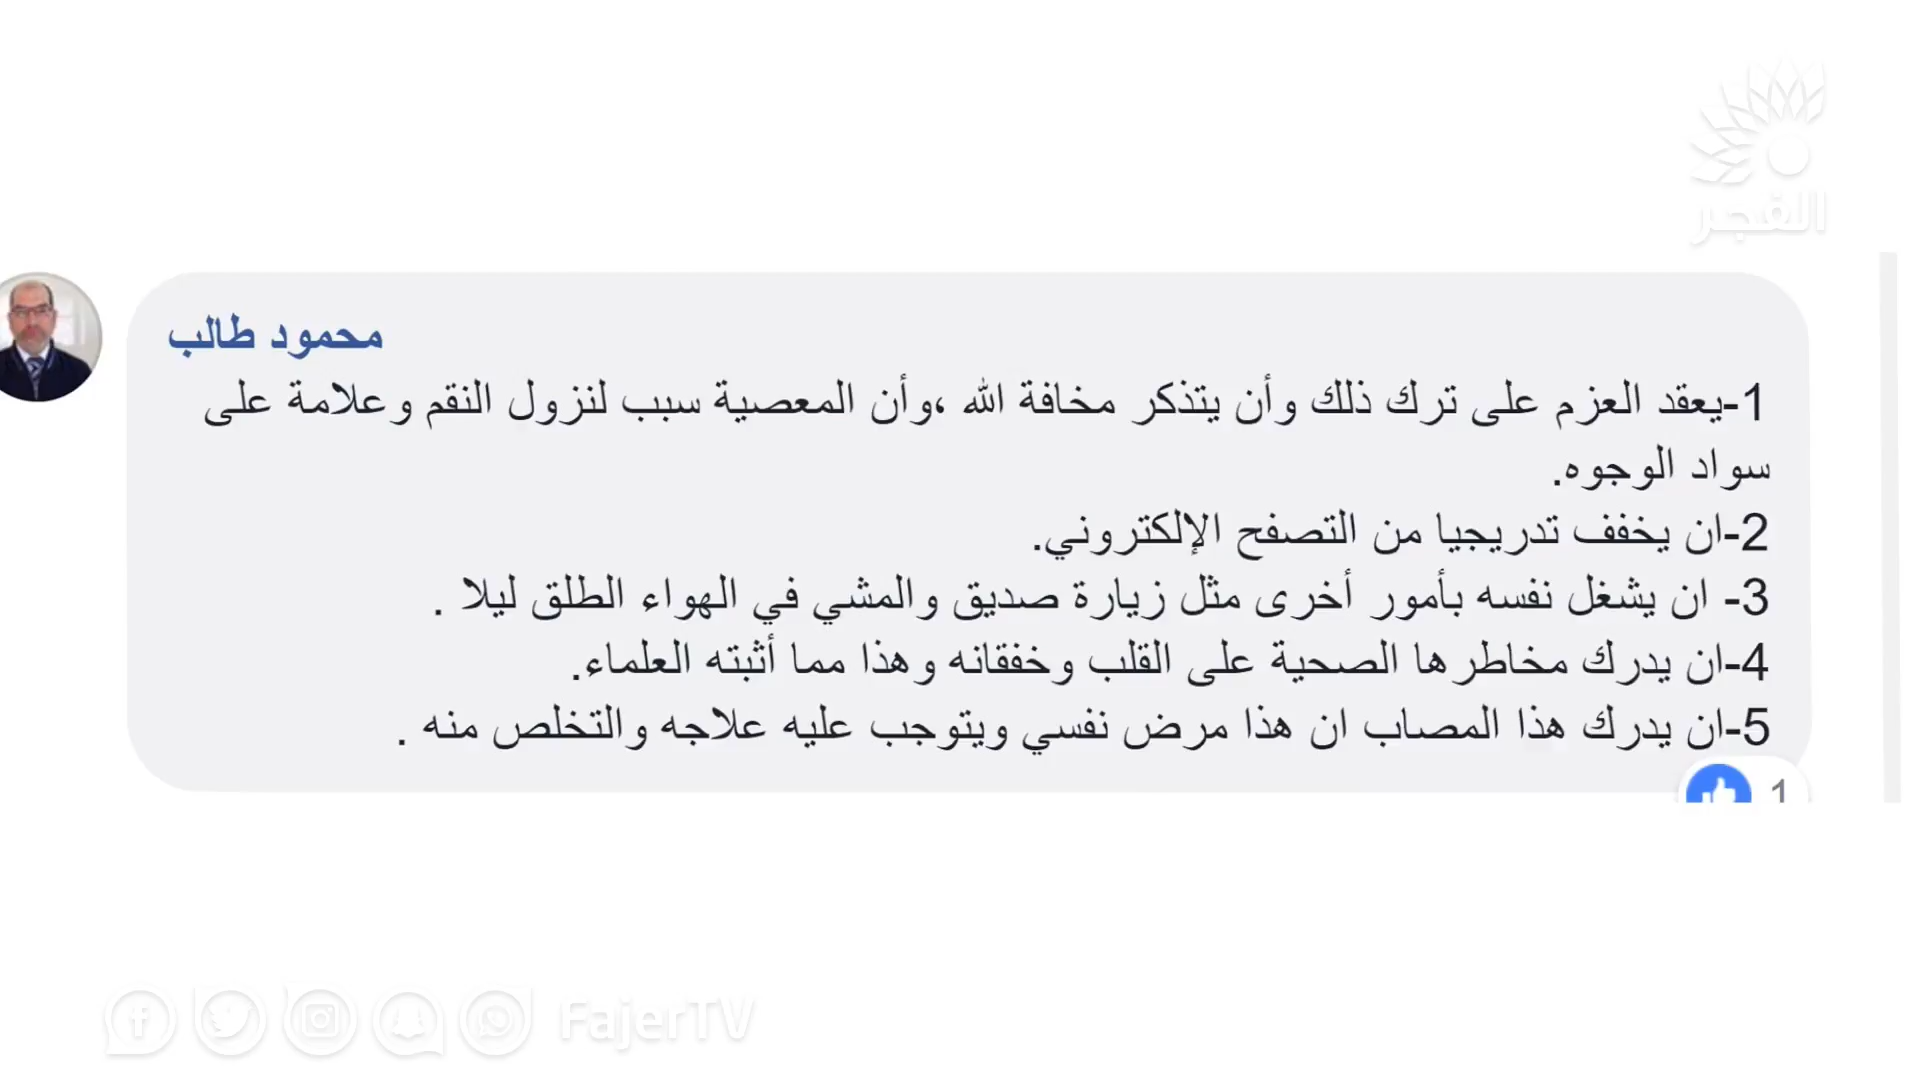 الفجر
محمود طالب
1-يعقد العزم على ترك ذلك وأن يتذكر مخافة الله ،وأن المعصية سبب لنزول النقم وعلامة على
سواد الوجوه.
2-ان يخفف تدريجيا من التصفح الإلكتروني.
3- ان يشغل نفسه بأمور أخرى مثل زيارة صديق والمشي في الهواء الطلق ليلا .
4-ان يدرك مخاطرها الصحية على القلب وخفقانه وهذا مما أثبته العلماء.
5-ان يدرك هذا المصاب ان هذا مرض نفسي ويتوجب عليه علاجه والتخلص منه .
1
FajerTV